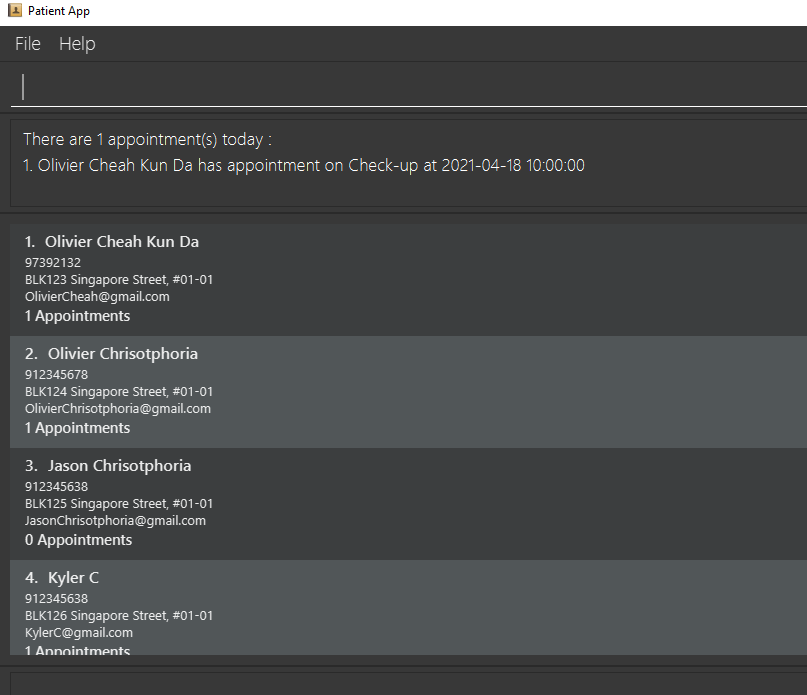 Patient App
File Help
There are 1 appointment(s) today :
1. Olivier Cheah Kun Da has appointment on Check-up at 2021-04-18 10:00:00
1. Olivier Cheah Kun Da
97392132
BLK123 Singapore Street, #01-01
OlivierCheah@gmail.com
1 Appointments
2. Olivier Chrisotphoria
912345678
BLK124 Singapore Street, #01-01
OlivierChrisotphoria@gmail.com
1 Appointments
3. Jason Chrisotphoria
912345638
BLK125 Singapore Street, #01-01
JasonChrisotphoria@gmail.com
0 Appointments
4. Kyler C
912345638
BLK126 Singapore Street, #01-01
KylerC@gmail.com
1 Appointments